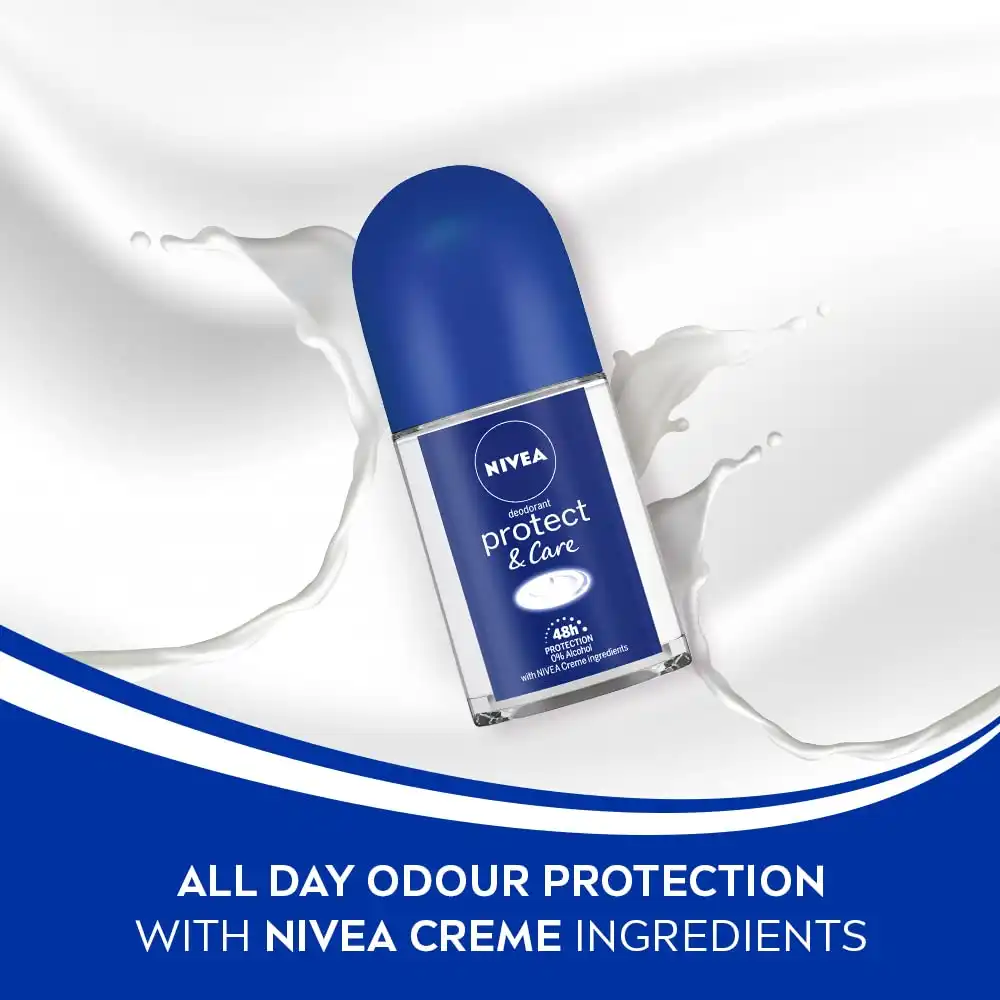 NIVEA
deodorant
protect
& Care
48h
PROTECTION
0% Alcohol
with NIVEA Creme ingredients
ALL DAY ODOUR PROTECTION
WITH NIVEA CREME INGREDIENTS